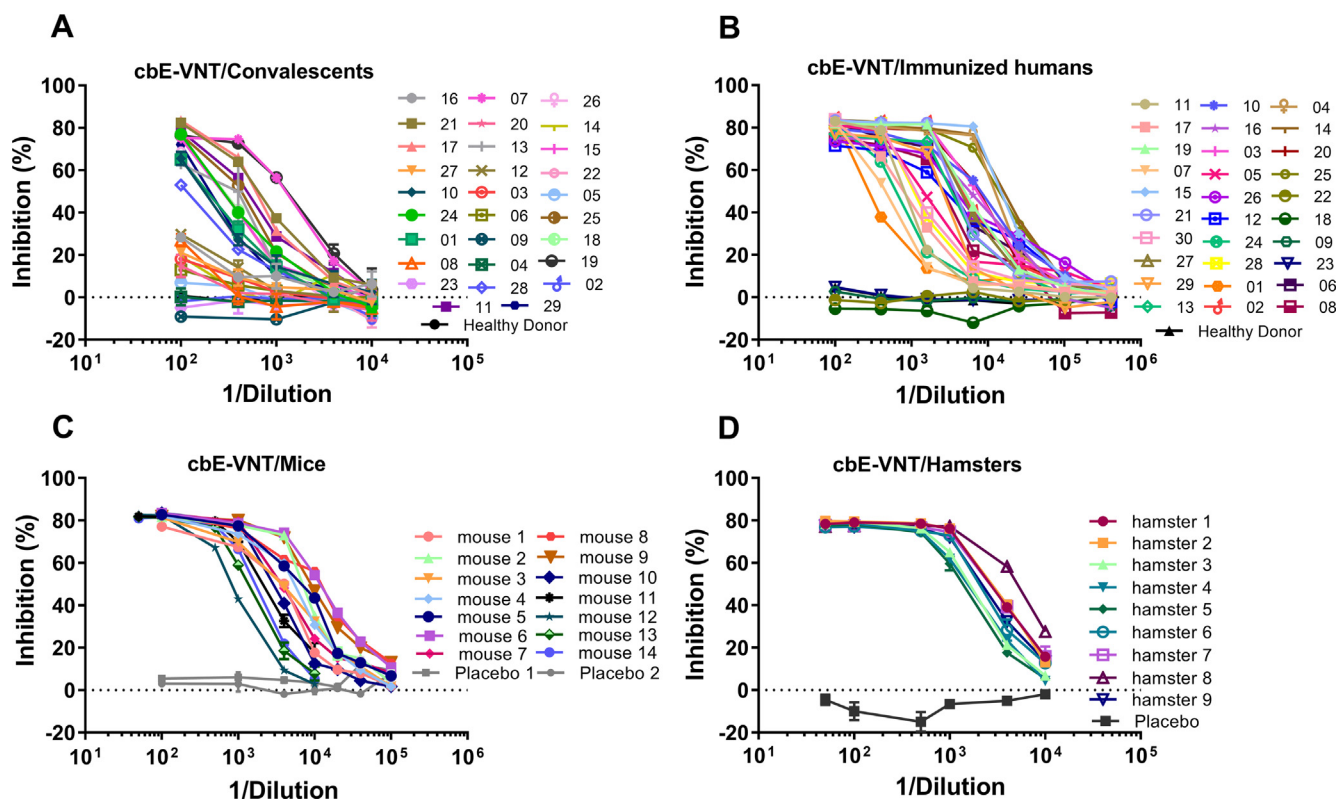 A
cbE-VNT/Convalescents
Inhibition (%)
100
80
60
40
20
0
-20
10¹ 10² 10³ 10⁴ 10⁵
1/Dilution
16 07 26
21 20 14
17 13 15
27 12 22
10 03 05
24 06 25
01 09 18
08 04 19
23 28 02
11 29
Healthy Donor
B
cbE-VNT/Immunized humans
Inhibition (%)
100
80
60
40
20
0
-20
10¹ 10² 10³ 10⁴ 10⁵ 10⁶
1/Dilution
11 10 04
17 16 14
19 03 20
07 05 25
15 26 22
21 12 18
30 24 09
27 28 23
29 01 06
13 02 08
Healthy Donor
C
cbE-VNT/Mice
Inhibition (%)
100
80
60
40
20
0
-20
10¹ 10² 10³ 10⁴ 10⁵ 10⁶
1/Dilution
mouse 1 mouse 8
mouse 2 mouse 9
mouse 3 mouse 10
mouse 4 mouse 11
mouse 5 mouse 12
mouse 6 mouse 13
mouse 7 mouse 14
Placebo 1 Placebo 2
D
cbE-VNT/Hamsters
Inhibition (%)
100
80
60
40
20
0
-20
10¹ 10² 10³ 10⁴ 10⁵
1/Dilution
hamster 1
hamster 2
hamster 3
hamster 4
hamster 5
hamster 6
hamster 7
hamster 8
hamster 9
Placebo